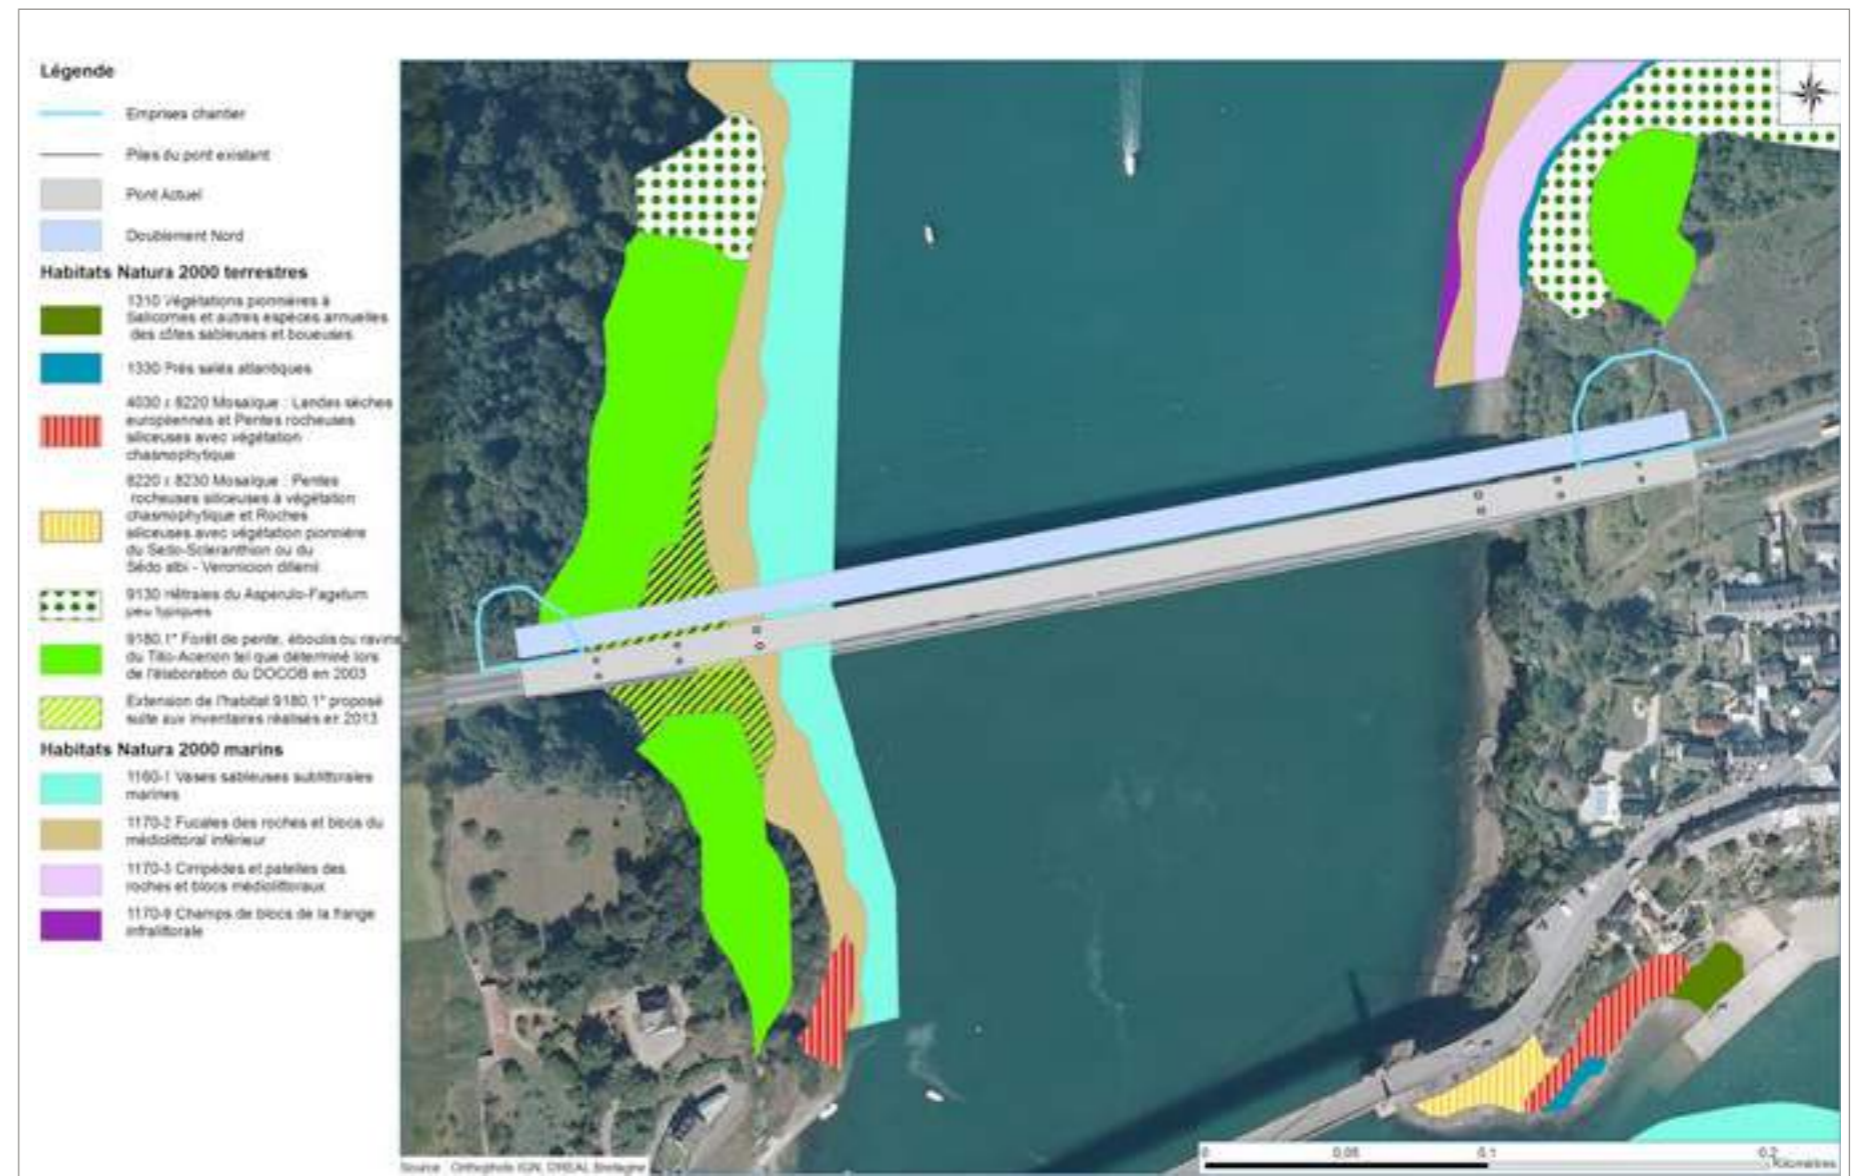 Légende
Emprises chantier
Piles du pont existant
Pont Actuel
Doublement Nord
Habitats Natura 2000 terrestres
1310 Végétations pionnières à
Salicornes et autres espèces annuelles
des côtes sableuses et boueuses
1330 Prés salés atlantiques
4030 x 8220 Mosaïque : Landes sèches
européennes et Pentes rocheuses
siliceuses avec végétation
chasmophytique
8220 x 8230 Mosaïque : Pentes
rocheuses siliceuses à végétation
chasmophytique et Roches
siliceuses avec végétation pionnière
du Sedo-Scleranthion ou du
Sédo albi - Veronicion dillenii
9130 Hêtraies du Asperulo-Fagetum
peu typiques
9180.1* Forêt de pente, éboulis ou ravins
du Tilio-Acerion tel que déterminé lors
de l'élaboration du DOCOB en 2003
Extension de l'habitat 9180.1* proposé
suite aux inventaires réalisés en 2013
Habitats Natura 2000 marins
1160-1 Vases sableuses sublittorales
marines
1170-2 Fucales des roches et blocs du
médiolittoral inférieur
1170-3 Cirripèdes et patelles des
roches et blocs médiolittoraux
1170-9 Champs de blocs de la frange
infralittorale
Source : Orthophoto IGN, DREAL Bretagne
0 0,05 0,1 0,2
Kilomètres